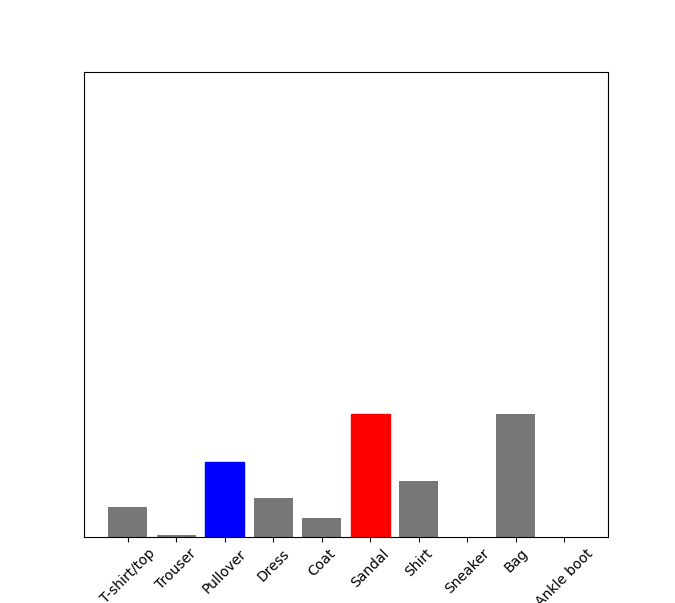 T-shirt/top
Trouser
Pullover
Dress
Coat
Sandal
Shirt
Sneaker
Bag
Ankle boot